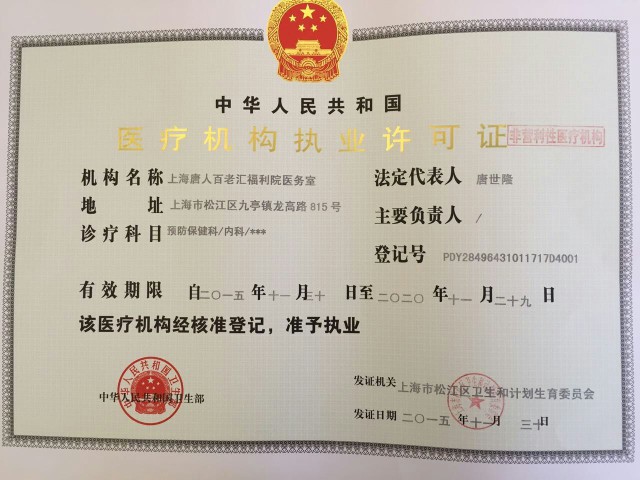 中华人民共和国
医疗机构执业许可证
非营利性医疗机构
机构名称 上海唐人百老汇福利院医务室
法定代表人 唐世隆
地 址 上海市松江区九亭镇龙高路815号
主要负责人 /
诊疗科目 预防保健科/内科/***
登记号 PDY28496431011717D4001
有效期限 自二〇一五年十一月三十日至二〇二〇年十一月二十九日
该医疗机构经核准登记，准予执业
中华人民共和国卫生部
发证机关 上海市松江区卫生和计划生育委员会
发证日期 二〇一五年十一月三十日